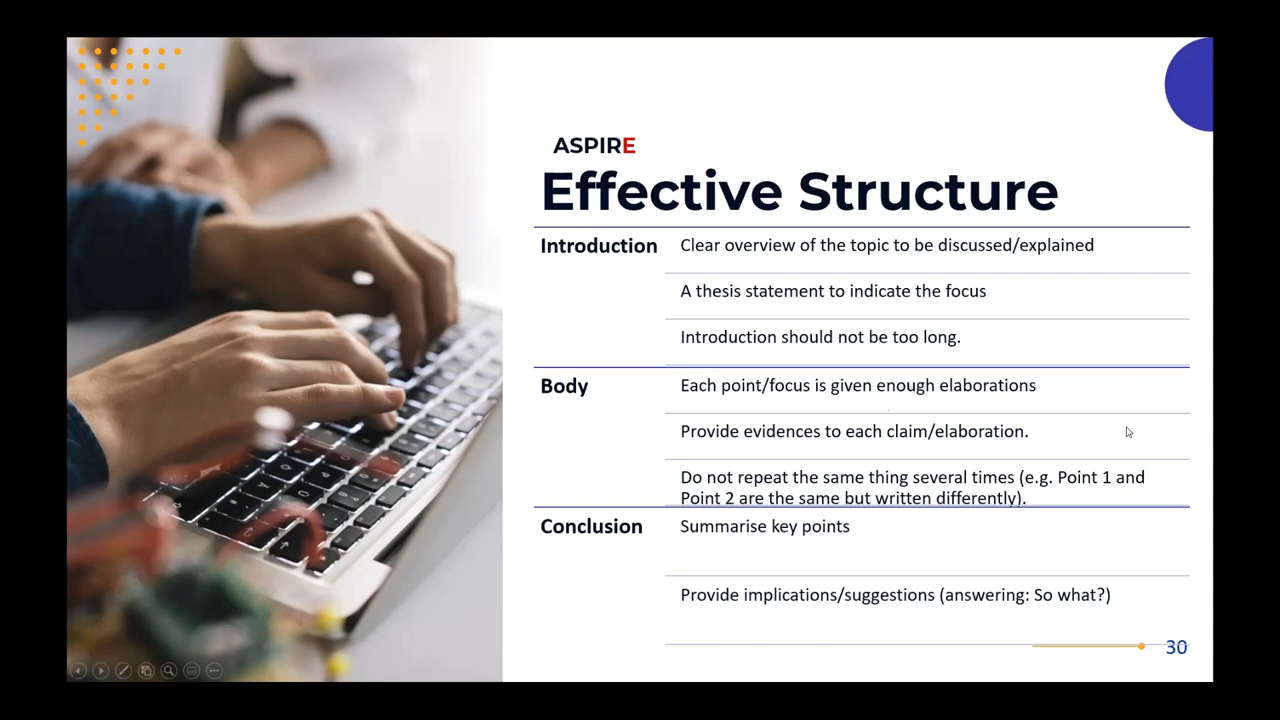 ASPIRE
Effective Structure
Introduction
Clear overview of the topic to be discussed/explained
A thesis statement to indicate the focus
Introduction should not be too long.
Body
Each point/focus is given enough elaborations
Provide evidences to each claim/elaboration.
Do not repeat the same thing several times (e.g. Point 1 and
Point 2 are the same but written differently).
Conclusion
Summarise key points
Provide implications/suggestions (answering: So what?)
30